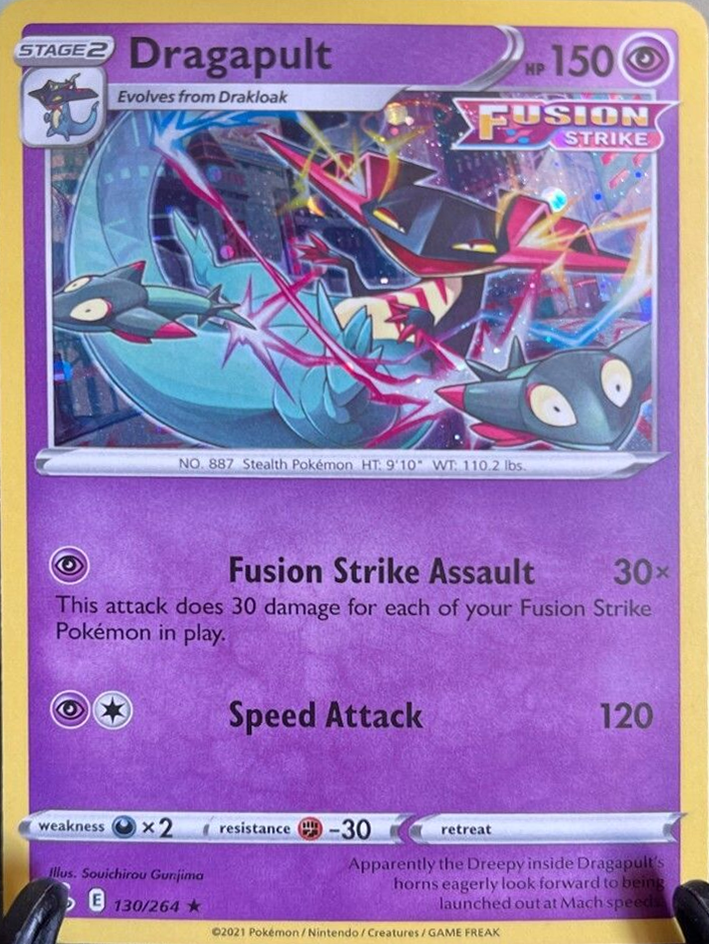 STAGE2
Dragapult
HP 150
Evolves from Drakloak
FUSION
STRIKE
NO. 887 Stealth Pokémon HT: 9'10" WT: 110.2 lbs.
Fusion Strike Assault 30×
This attack does 30 damage for each of your Fusion Strike
Pokémon in play.
Speed Attack 120
weakness ×2 resistance -30 retreat
Illus. Souichirou Gunjima
Apparently the Dreepy inside Dragapult's
horns eagerly look forward to being
launched out at Mach speeds.
E 130/264 ★
©2021 Pokémon / Nintendo / Creatures / GAME FREAK